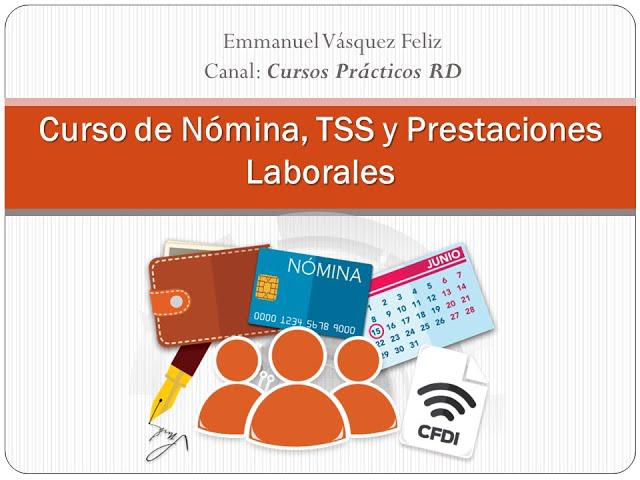 Emmanuel Vásquez Feliz
Canal: Cursos Prácticos RD
Curso de Nómina, TSS y Prestaciones
Laborales
NÓMINA
0000 1234 5678 9000
JUNIO
1 2 3 4 5 6 7
8 9 10 11 12 13 14
15 16 17 18 19 20 21
22 23 24 25 26 27 28
29 30 31
CFDI